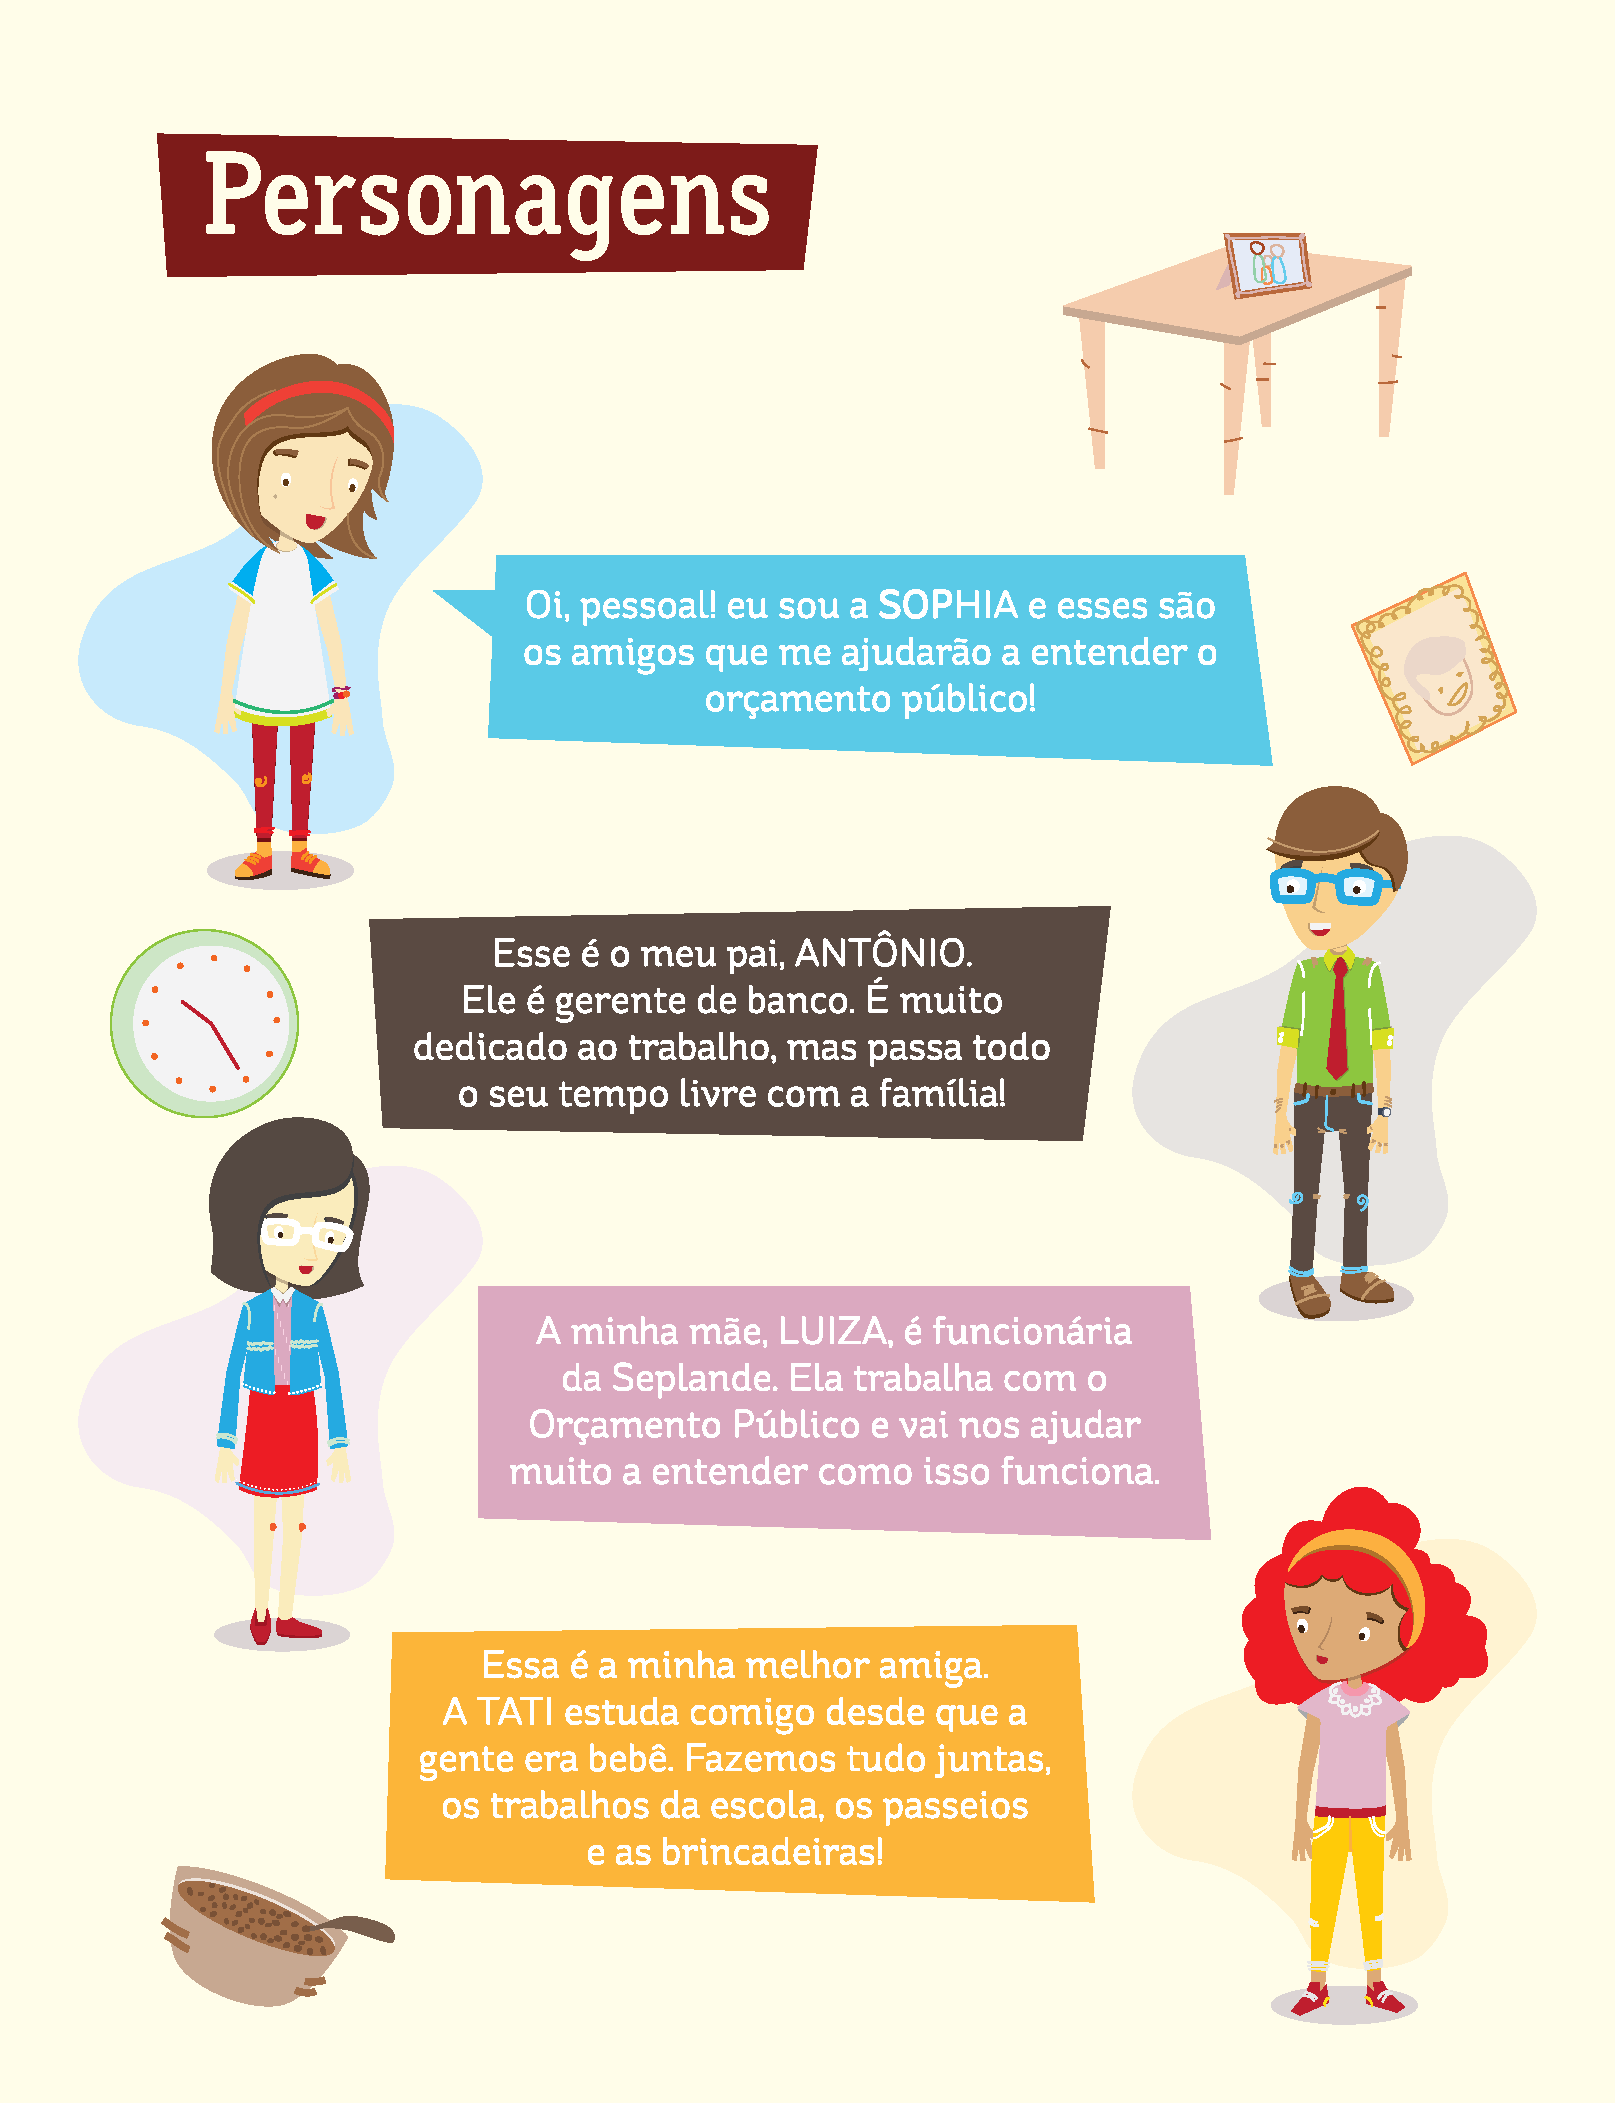 Personagens
Oi, pessoal! eu sou a SOPHIA e esses são
os amigos que me ajudarão a entender o
orçamento público!
Esse é o meu pai, ANTÔNIO.
Ele é gerente de banco. É muito
dedicado ao trabalho, mas passa todo
o seu tempo livre com a família!
A minha mãe, LUIZA, é funcionária
da Seplande. Ela trabalha com o
Orçamento Público e vai nos ajudar
muito a entender como isso funciona.
Essa é a minha melhor amiga.
A TATI estuda comigo desde que a
gente era bebê. Fazemos tudo juntas,
os trabalhos da escola, os passeios
e as brincadeiras!